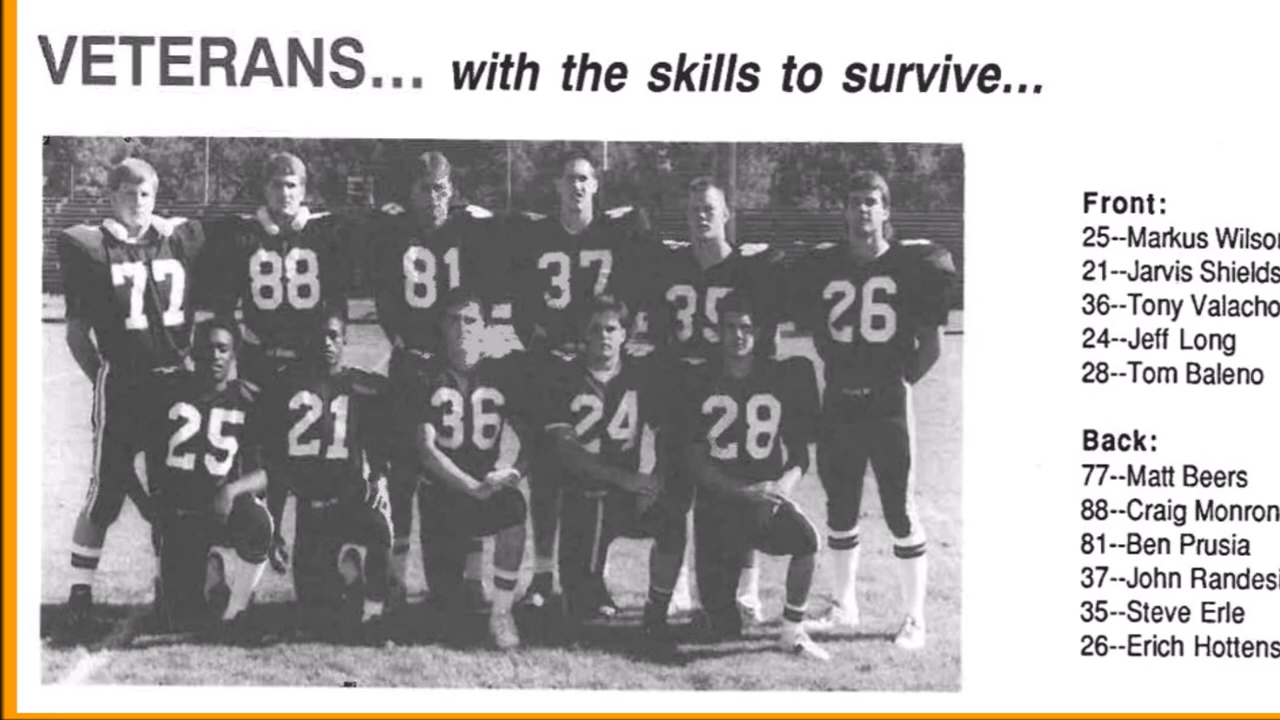 VETERANS... with the skills to survive...
77 88 81 37 35 26
25 21 36 24 28
Front:
25--Markus Wilson
21--Jarvis Shields
36--Tony Valacho
24--Jeff Long
28--Tom Baleno
Back:
77--Matt Beers
88--Craig Monron
81--Ben Prusia
37--John Randesi
35--Steve Erle
26--Erich Hottens